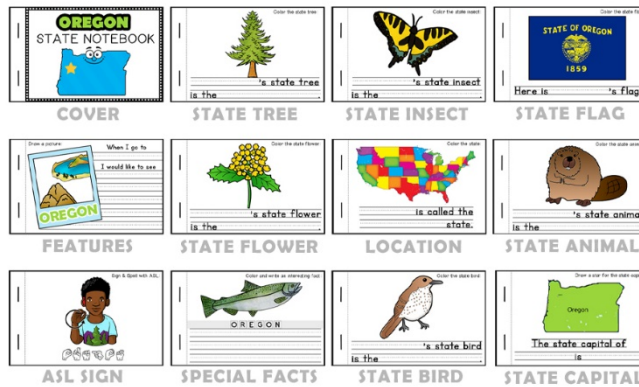 OREGON
STATE NOTEBOOK
COVER
Color the state tree:
's state tree
is the .
STATE TREE
Color the state insect:
's state insect
is the
STATE INSECT
Color the state flag
STATE OF OREGON
1859
Here is 's flag.
STATE FLAG
Draw a picture:
When I go to
I would like to see
OREGON
FEATURES
Color the state flower:
's state flower
is the .
STATE FLOWER
Color the state:
is called the
state.
LOCATION
Color the state
's state animal
is the
STATE ANIMAL
Sign & Spell with ASL:
ASL SIGN
Color and write an interesting fact
OREGON
SPECIAL FACTS
Color the state bird:
's state bird
is the .
STATE BIRD
Draw a star for the state
Oregon
The state capital of
is
STATE CAPITAL